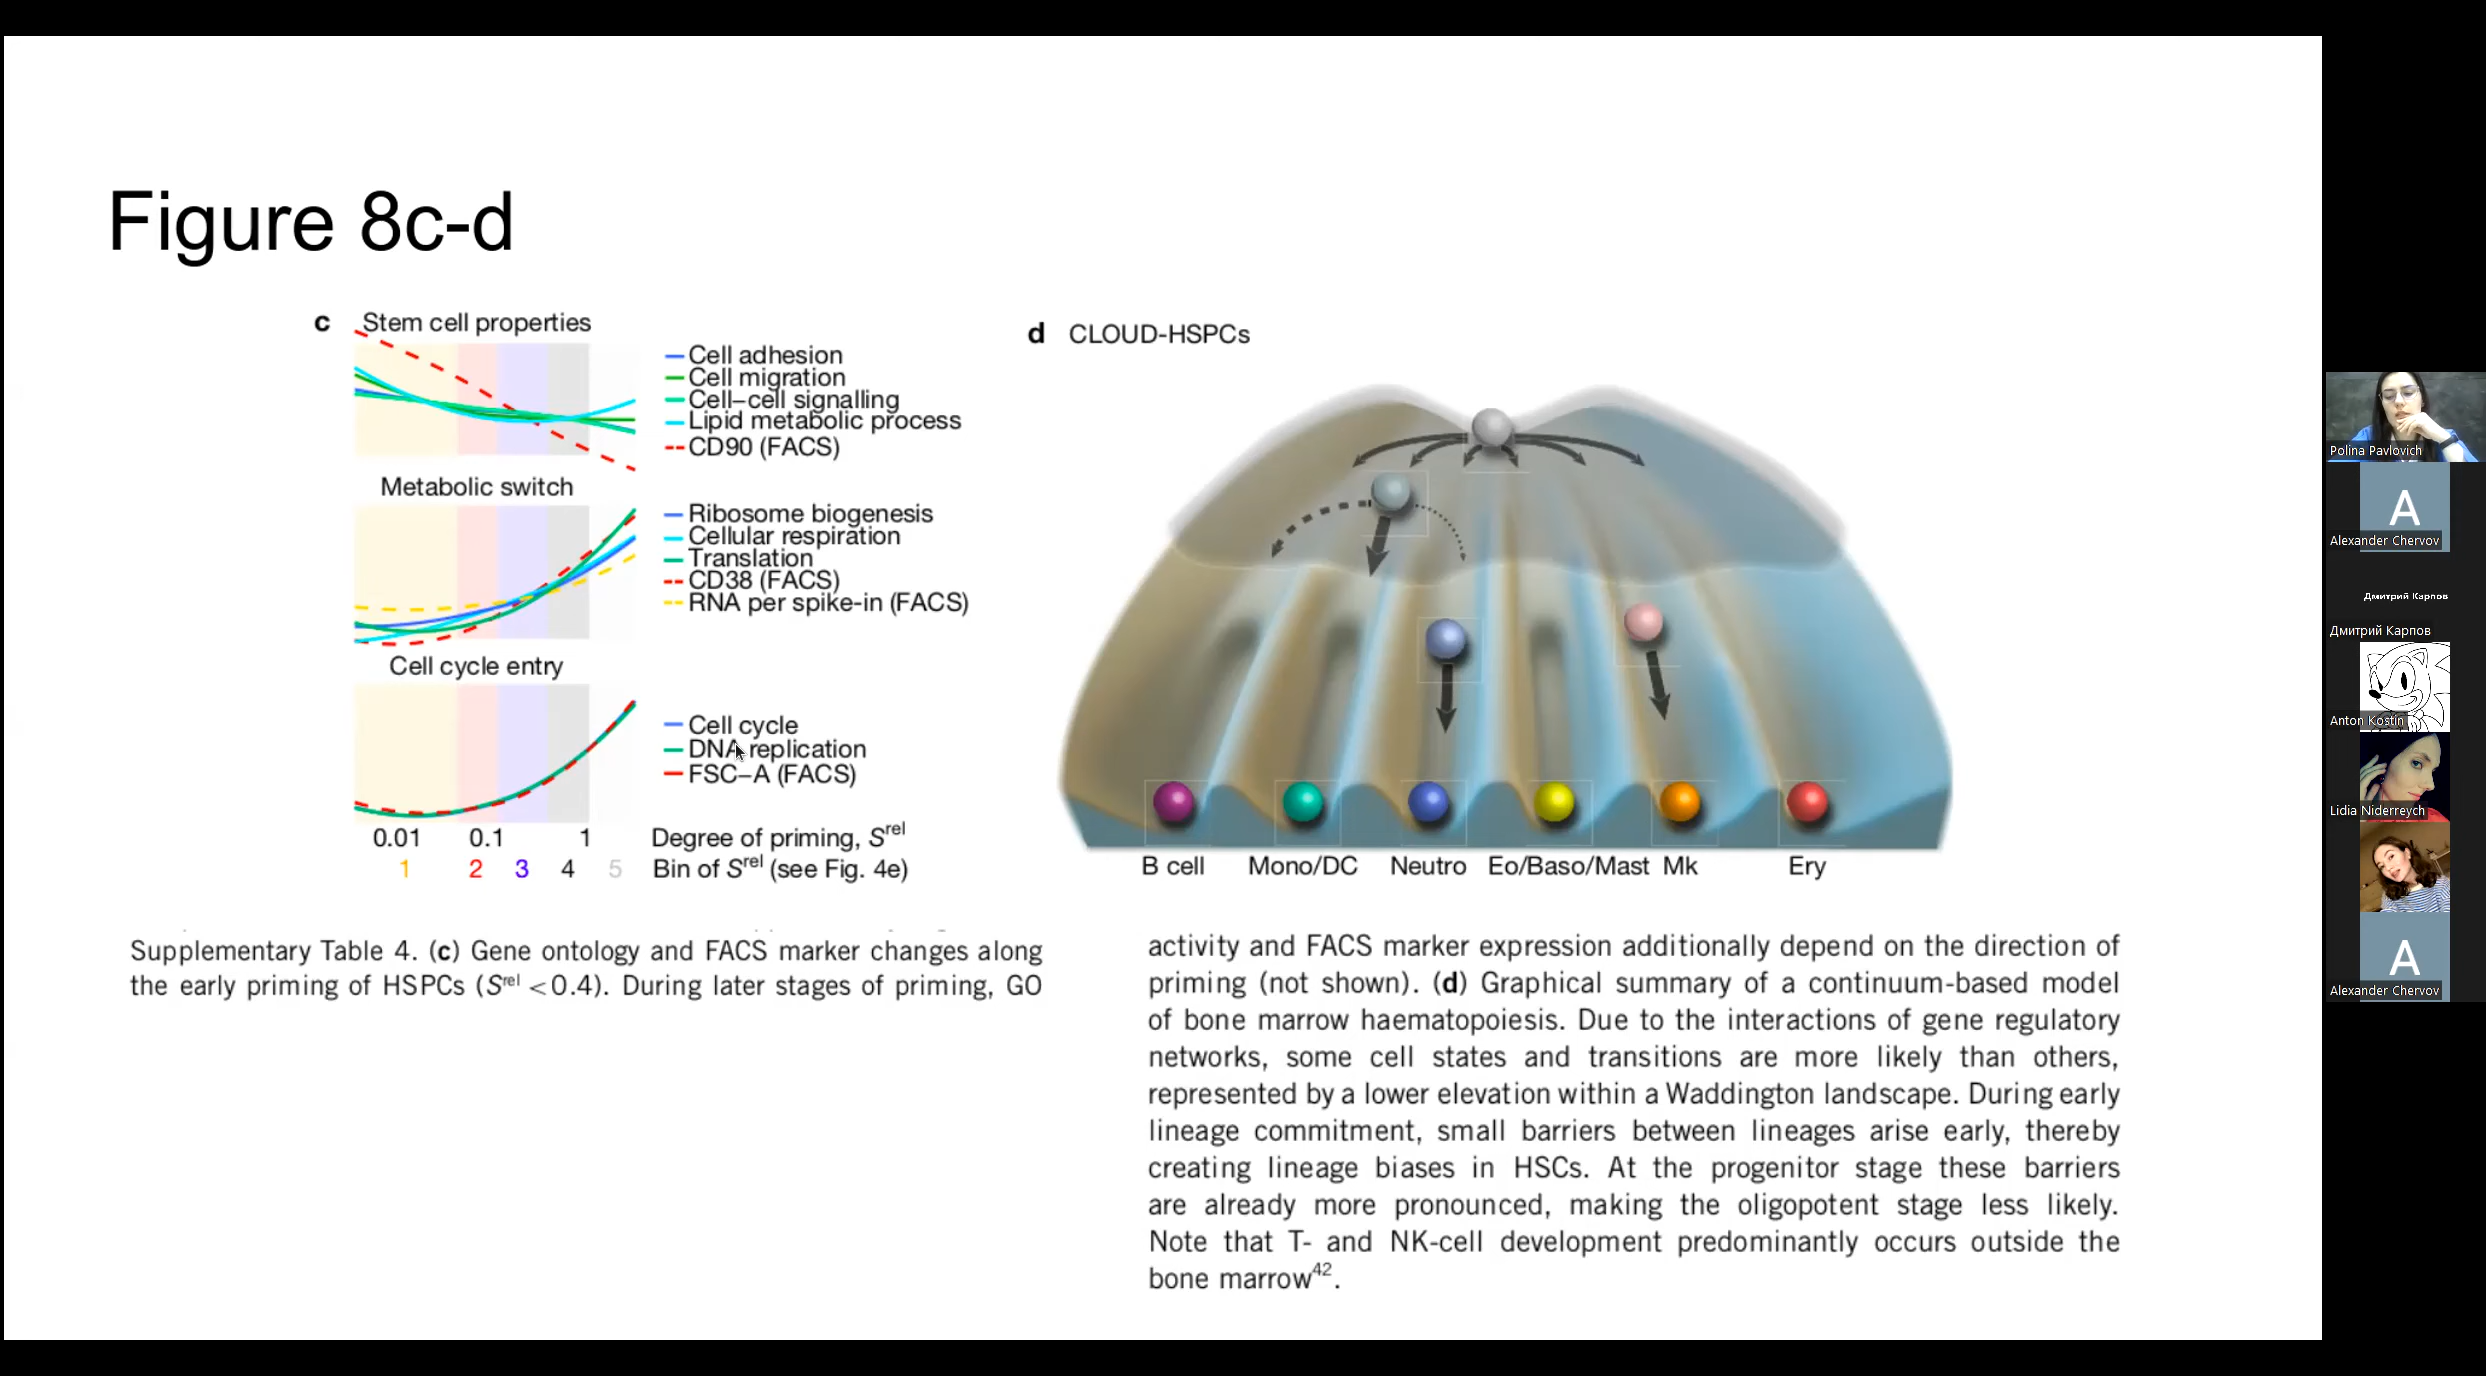 Figure 8c-d
c Stem cell properties
Cell adhesion
Cell migration
Cell–cell signalling
Lipid metabolic process
CD90 (FACS)
Metabolic switch
Ribosome biogenesis
Cellular respiration
Translation
CD38 (FACS)
RNA per spike-in (FACS)
Cell cycle entry
Cell cycle
DNA replication
FSC–A (FACS)
0.01 0.1 1 Degree of priming, Srel
1 2 3 4 5 Bin of Srel (see Fig. 4e)
d CLOUD-HSPCs
B cell Mono/DC Neutro Eo/Baso/Mast Mk Ery
Supplementary Table 4. (c) Gene ontology and FACS marker changes along
the early priming of HSPCs (Srel <0.4). During later stages of priming, GO
activity and FACS marker expression additionally depend on the direction of
priming (not shown). (d) Graphical summary of a continuum-based model
of bone marrow haematopoiesis. Due to the interactions of gene regulatory
networks, some cell states and transitions are more likely than others,
represented by a lower elevation within a Waddington landscape. During early
lineage commitment, small barriers between lineages arise early, thereby
creating lineage biases in HSCs. At the progenitor stage these barriers
are already more pronounced, making the oligopotent stage less likely.
Note that T- and NK-cell development predominantly occurs outside the
bone marrow42.
Polina Pavlovich
A
Alexander Chervov
Дмитрий Карпов
Дмитрий Карпов
Anton Kostin
Lidia Niderreych
A
Alexander Chervov